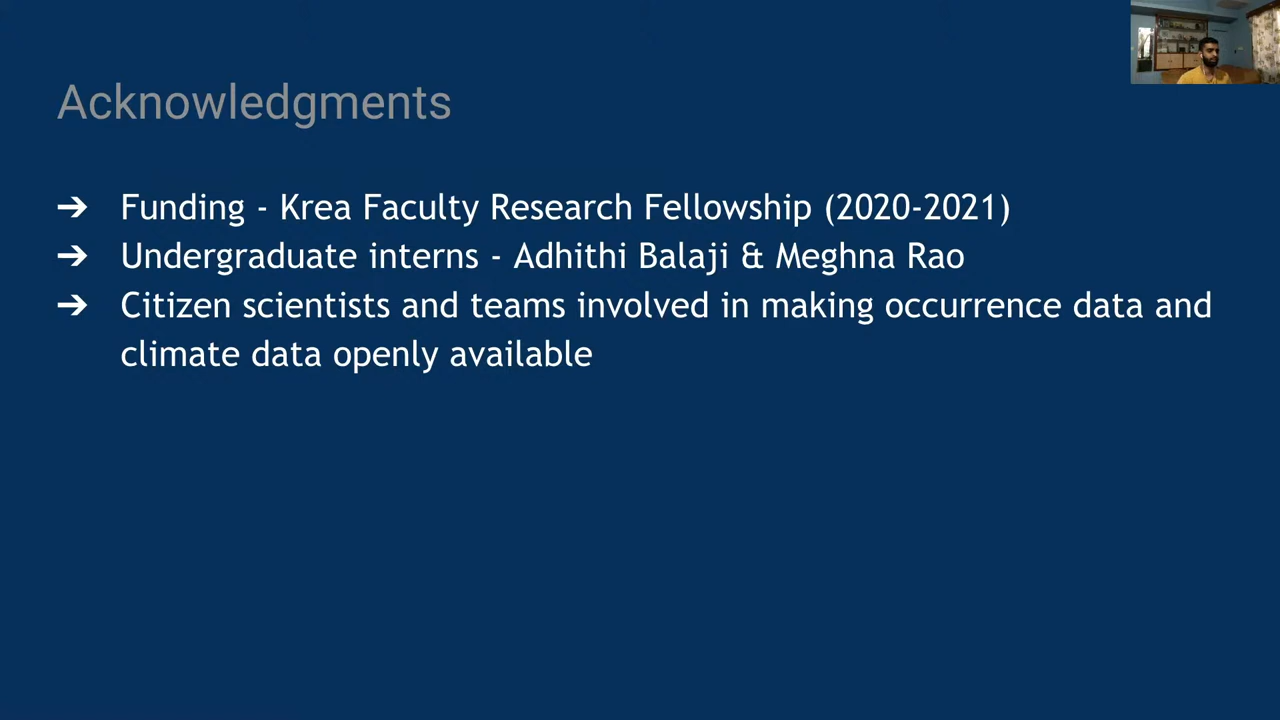 Acknowledgments
➔ Funding - Krea Faculty Research Fellowship (2020-2021)
➔ Undergraduate interns - Adhithi Balaji & Meghna Rao
➔ Citizen scientists and teams involved in making occurrence data and
climate data openly available